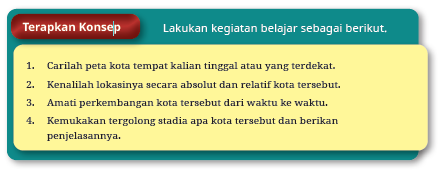 Terapkan Konsep
Lakukan kegiatan belajar sebagai berikut.
1. Carilah peta kota tempat kalian tinggal atau yang terdekat.
2. Kenalilah lokasinya secara absolut dan relatif kota tersebut.
3. Amati perkembangan kota tersebut dari waktu ke waktu.
4. Kemukakan tergolong stadia apa kota tersebut dan berikan
penjelasannya.